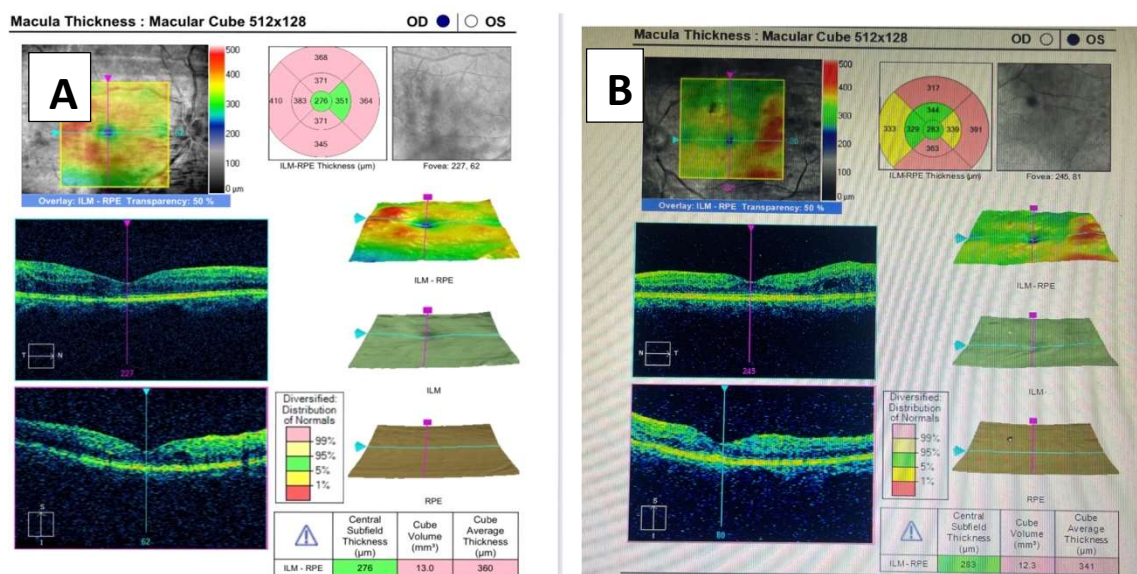 Macula Thickness : Macular Cube 512x128
OD OS
A
500
400
300
200
100
0 µm
Overlay: ILM - RPE Transparency: 50 %
368
371
410 383 276 351 364
371
345
ILM-RPE Thickness (µm)
Fovea: 227, 62
ILM - RPE
T N
227
ILM
Diversified:
Distribution
of Normals
99%
95%
5%
1%
RPE
S
I
62
Central
Subfield
Thickness
(µm)
Cube
Volume
(mm³)
Cube
Average
Thickness
(µm)
ILM - RPE 276 13.0 360
Macula Thickness : Macular Cube 512x128
OD OS
B
500
400
300
200
100
0 µm
Overlay: ILM - RPE Transparency: 50 %
317
344
333 329 283 339 391
ILM-RPE Thickness (µm)
Fovea: 245, 81
ILM-RPE
N T
245
ILM
Diversified:
Distribution
of Normals
99%
95%
5%
1%
RPE
S
I
80
Central
Subfield
Thickness
(µm)
Cube
Volume
(mm³)
Cube
Average
Thickness
(µm)
ILM - RPE 283 12.3 341